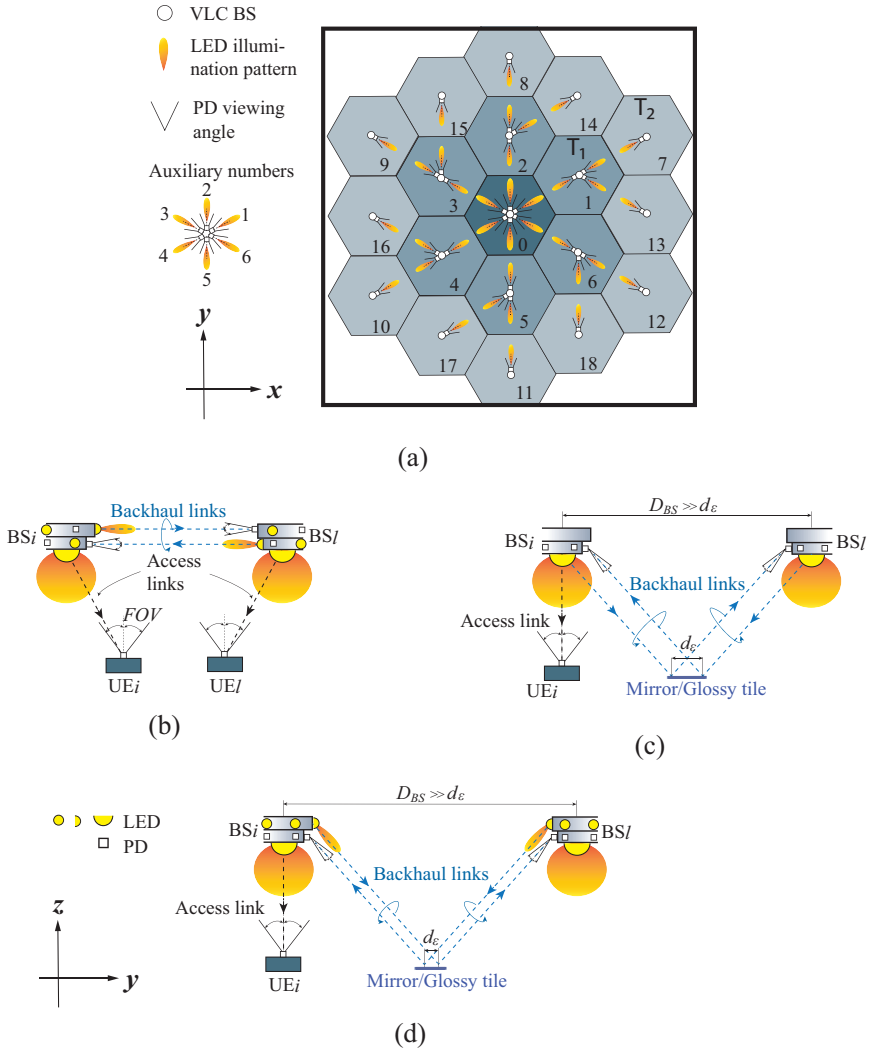 VLC BS
LED illumi-
nation pattern
PD viewing
angle
Auxiliary numbers
2
3
1
4
6
5
y
x
8
15
14
T2
9
2
T1
7
3
1
16
0
13
4
6
10
5
12
17
18
11
(a)
Backhaul links
BSi
BSl
Access
links
FOV
UEi
UEl
(b)
DBS ≫ dε
BSi
BSl
Backhaul links
Access link
dε
UEi
Mirror/Glossy tile
(c)
DBS ≫ dε
LED
PD
BSi
BSl
Backhaul links
Access link
dε
UEi
Mirror/Glossy tile
z
y
(d)